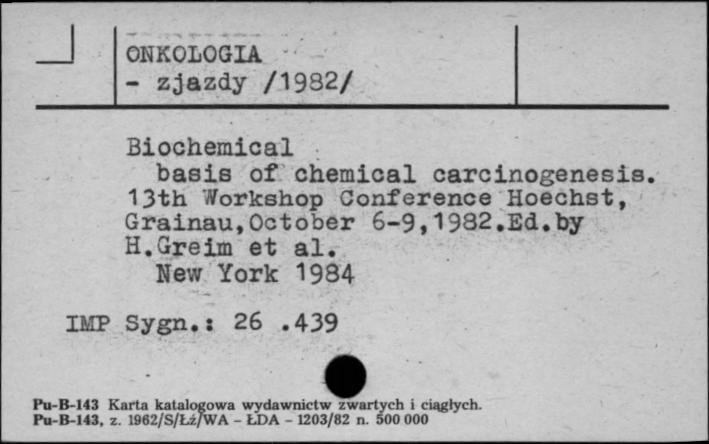 ONKOLOGIA
- zjazdy /1982/
Biochemical
basis of chemical carcinogenesis.
13th Workshop Conference Hoechst,
Grainau,October 6-9,1982.Ed.by
H.Greim et al.
New York 1984
IMP Sygn.: 26 .439
Pu-B-143 Karta katalogowa wydawnictw zwartych i ciągłych.
Pu-B-143, z. 1962/S/Łż/WA - ŁDA - 1203/82 n. 500 000